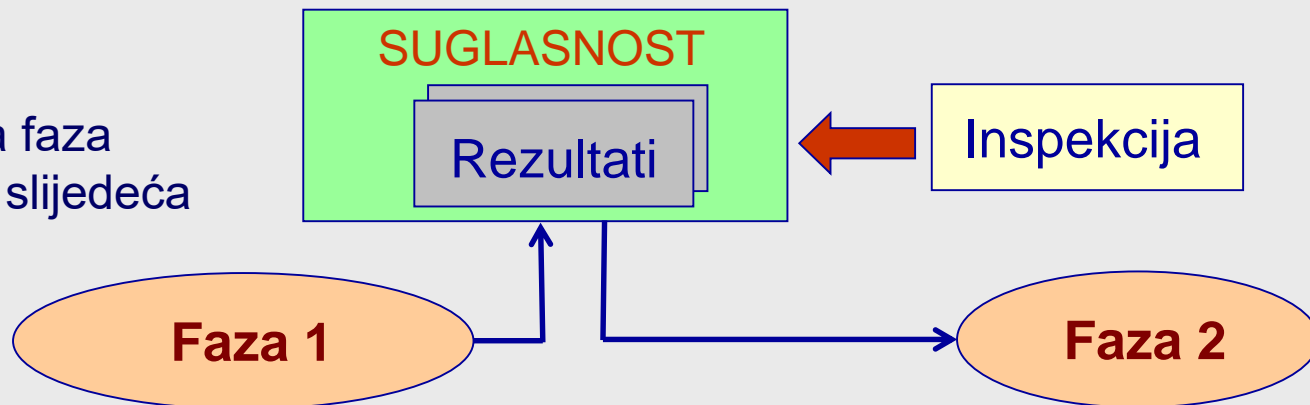 SUGLASNOST
faza
slijedeća
Rezultati
Inspekcija
Faza 1
Faza 2